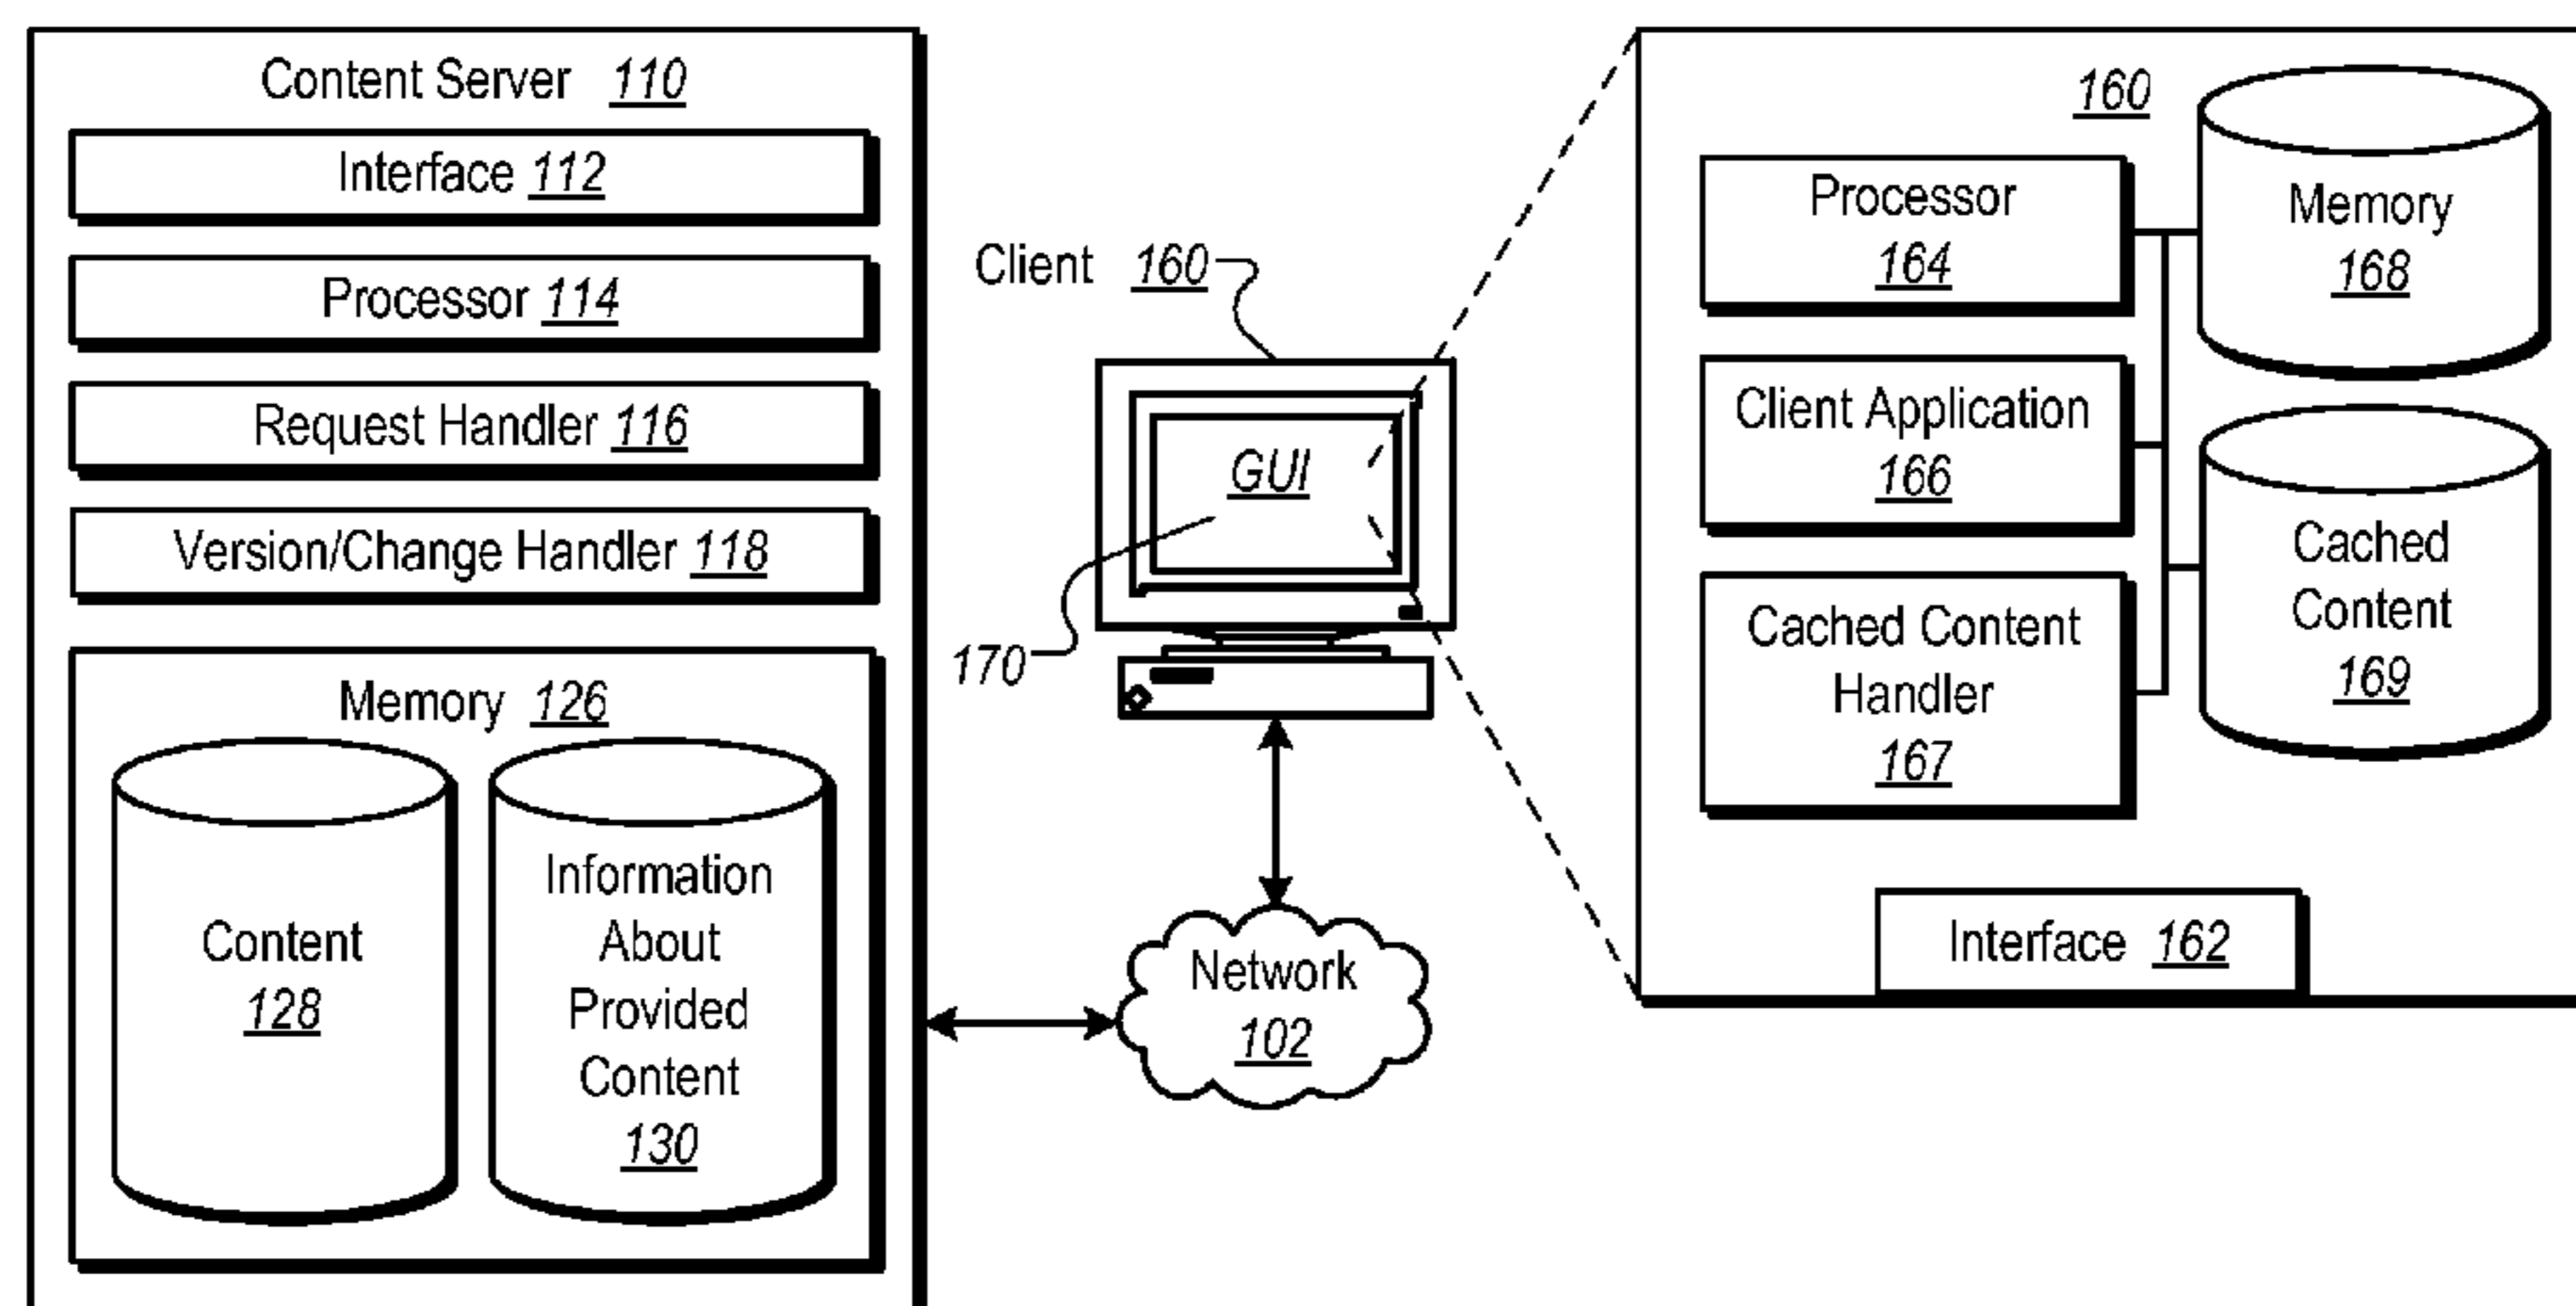 Content Server 110
Interface 112
Processor 114
Request Handler 116
Version/Change Handler 118
Memory 126
Content
128
Information
About
Provided
Content
130
Client 160
GUI
170
Network
102
160
Processor
164
Memory
168
Client Application
166
Cached
Content
169
Cached Content
Handler
167
Interface 162